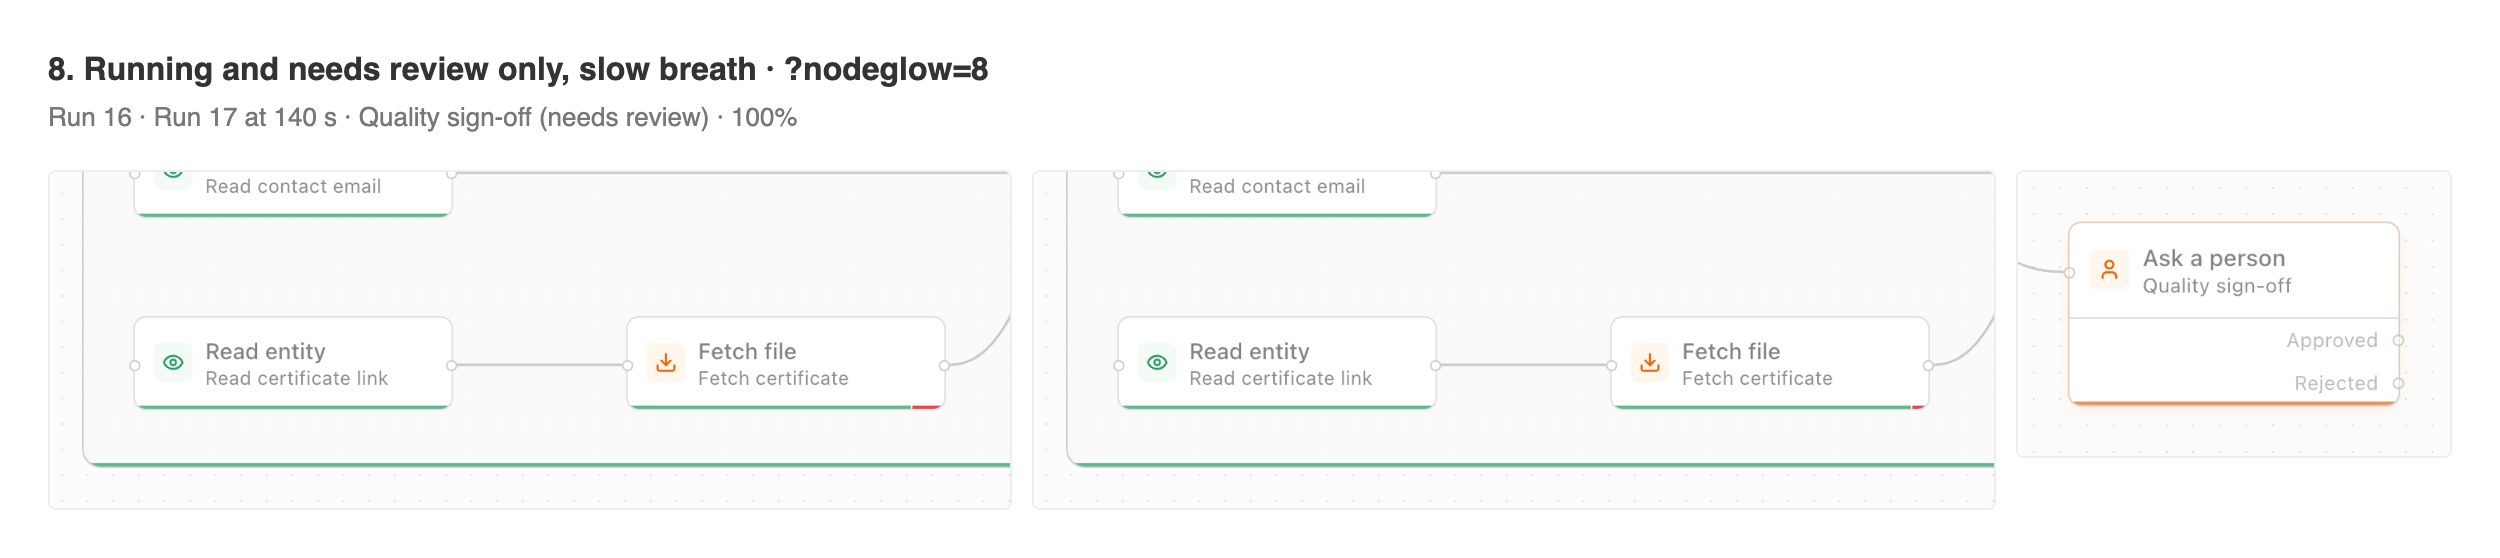 8. Running and needs review only, slow breath · ?nodeglow=8
Run 16 · Run 17 at 140 s · Quality sign-off (needs review) · 100%
Read contact email
Read entity
Read certificate link
Fetch file
Fetch certificate
Read contact email
Read entity
Read certificate link
Fetch file
Fetch certificate
Ask a person
Quality sign-off
Approved
Rejected